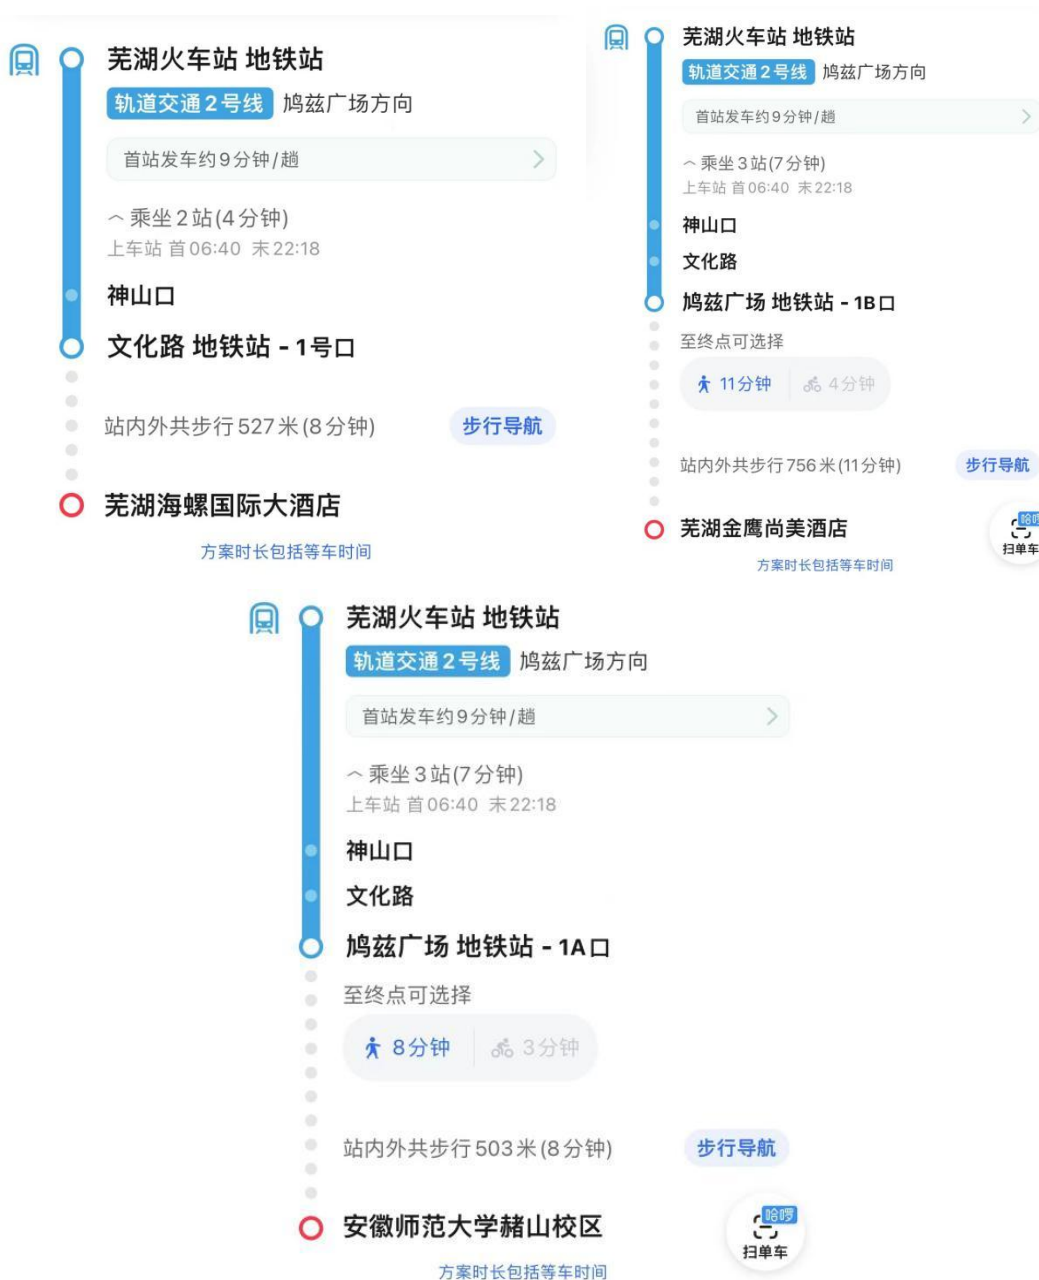 芜湖火车站 地铁站
轨道交通2号线 鸠兹广场方向
首站发车约9分钟/趟
乘坐2站(4分钟)
上车站 首06:40 末22:18
神山口
文化路 地铁站 - 1号口
站内外共步行527米(8分钟) 步行导航
芜湖海螺国际大酒店
方案时长包括等车时间
芜湖火车站 地铁站
轨道交通2号线 鸠兹广场方向
首站发车约9分钟/趟
乘坐3站(7分钟)
上车站 首06:40 末22:18
神山口
文化路
鸠兹广场 地铁站 - 1B口
至终点可选择
11分钟 4分钟
站内外共步行756米(11分钟) 步行导航
芜湖金鹰尚美酒店
哈啰
扫单车
方案时长包括等车时间
芜湖火车站 地铁站
轨道交通2号线 鸠兹广场方向
首站发车约9分钟/趟
乘坐3站(7分钟)
上车站 首06:40 末22:18
神山口
文化路
鸠兹广场 地铁站 - 1A口
至终点可选择
8分钟 3分钟
站内外共步行503米(8分钟) 步行导航
安徽师范大学赭山校区
哈啰
扫单车
方案时长包括等车时间